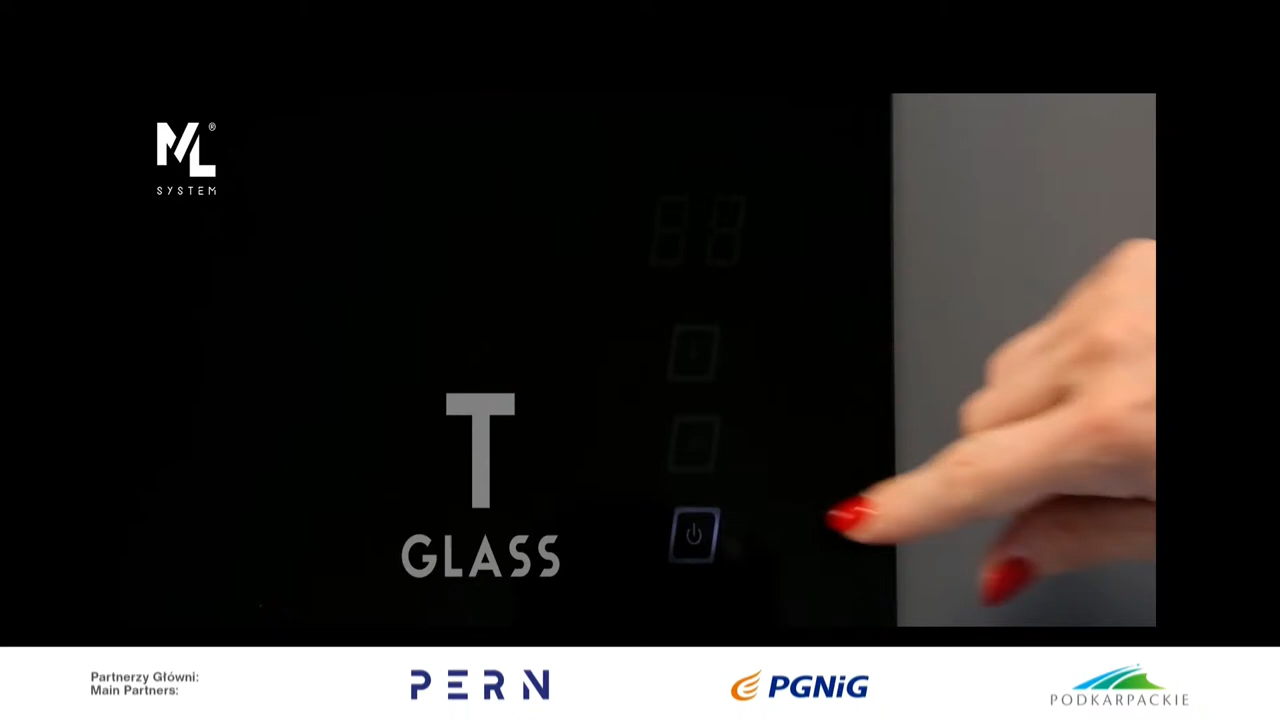 ML®
SYSTEM
T
GLASS
Partnerzy Główni:
Main Partners:
PERN
PGNiG
PODKARPACKIE